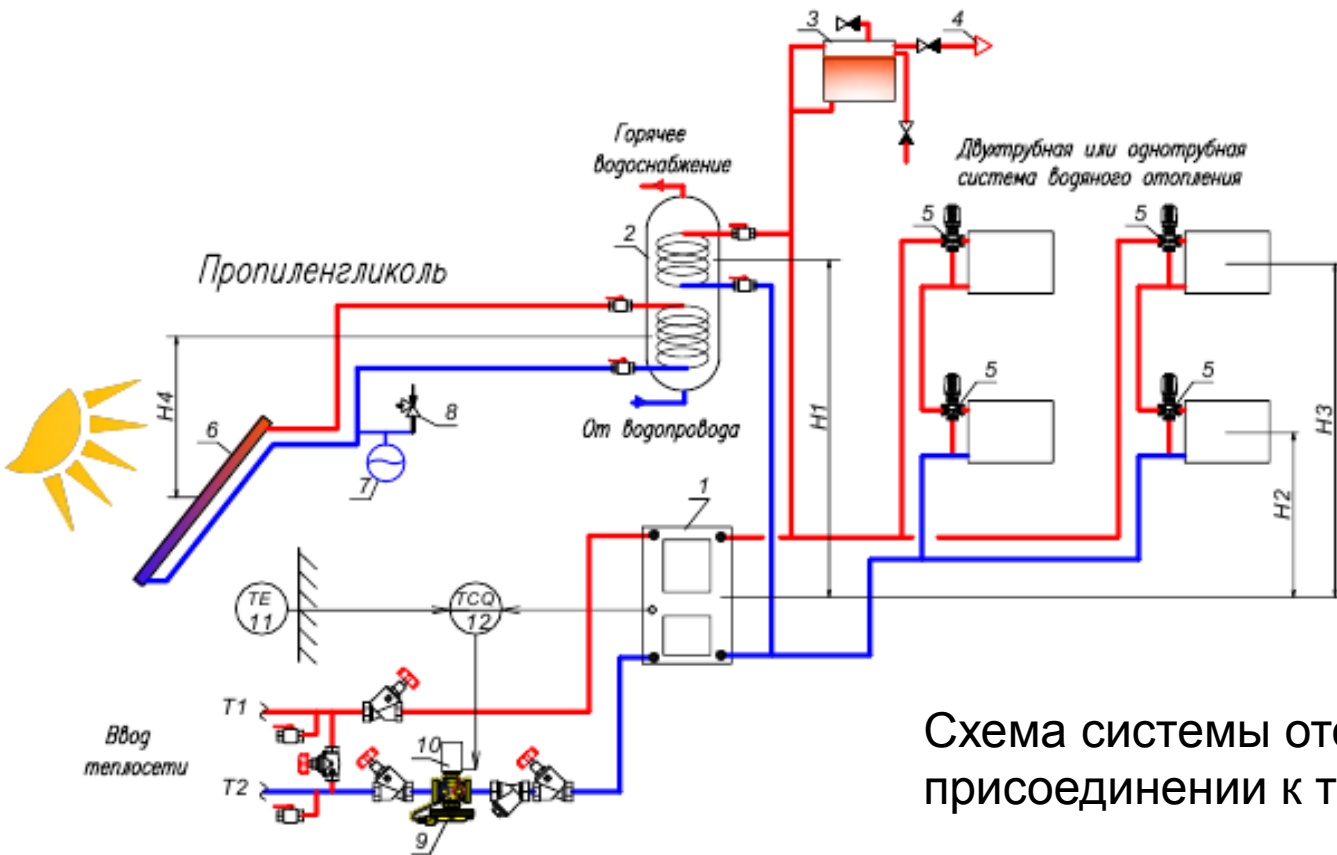 3
4
Горячее
водоснабжение
Двухтрубная или однотрубная
система водяного отопления
2
5
5
Пропиленгликоль
H4
8
6
От водопровода
H1
5
5
H3
7
1
H2
TE
11
TCQ
12
T1
Ввод
теплосети
10
T2
9
Схема системы от
присоединении к т